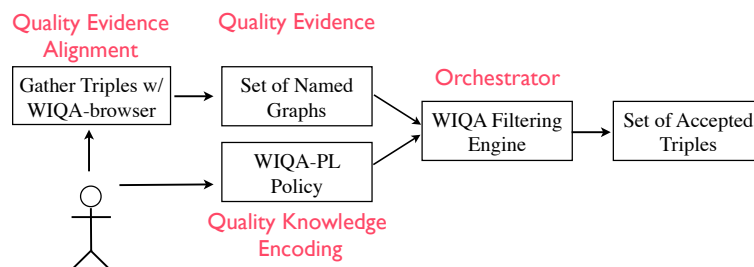 Quality Evidence
Alignment
Quality Evidence
Gather Triples w/
WIQA-browser
Set of Named
Graphs
Orchestrator
WIQA Filtering
Engine
Set of Accepted
Triples
WIQA-PL
Policy
Quality Knowledge
Encoding